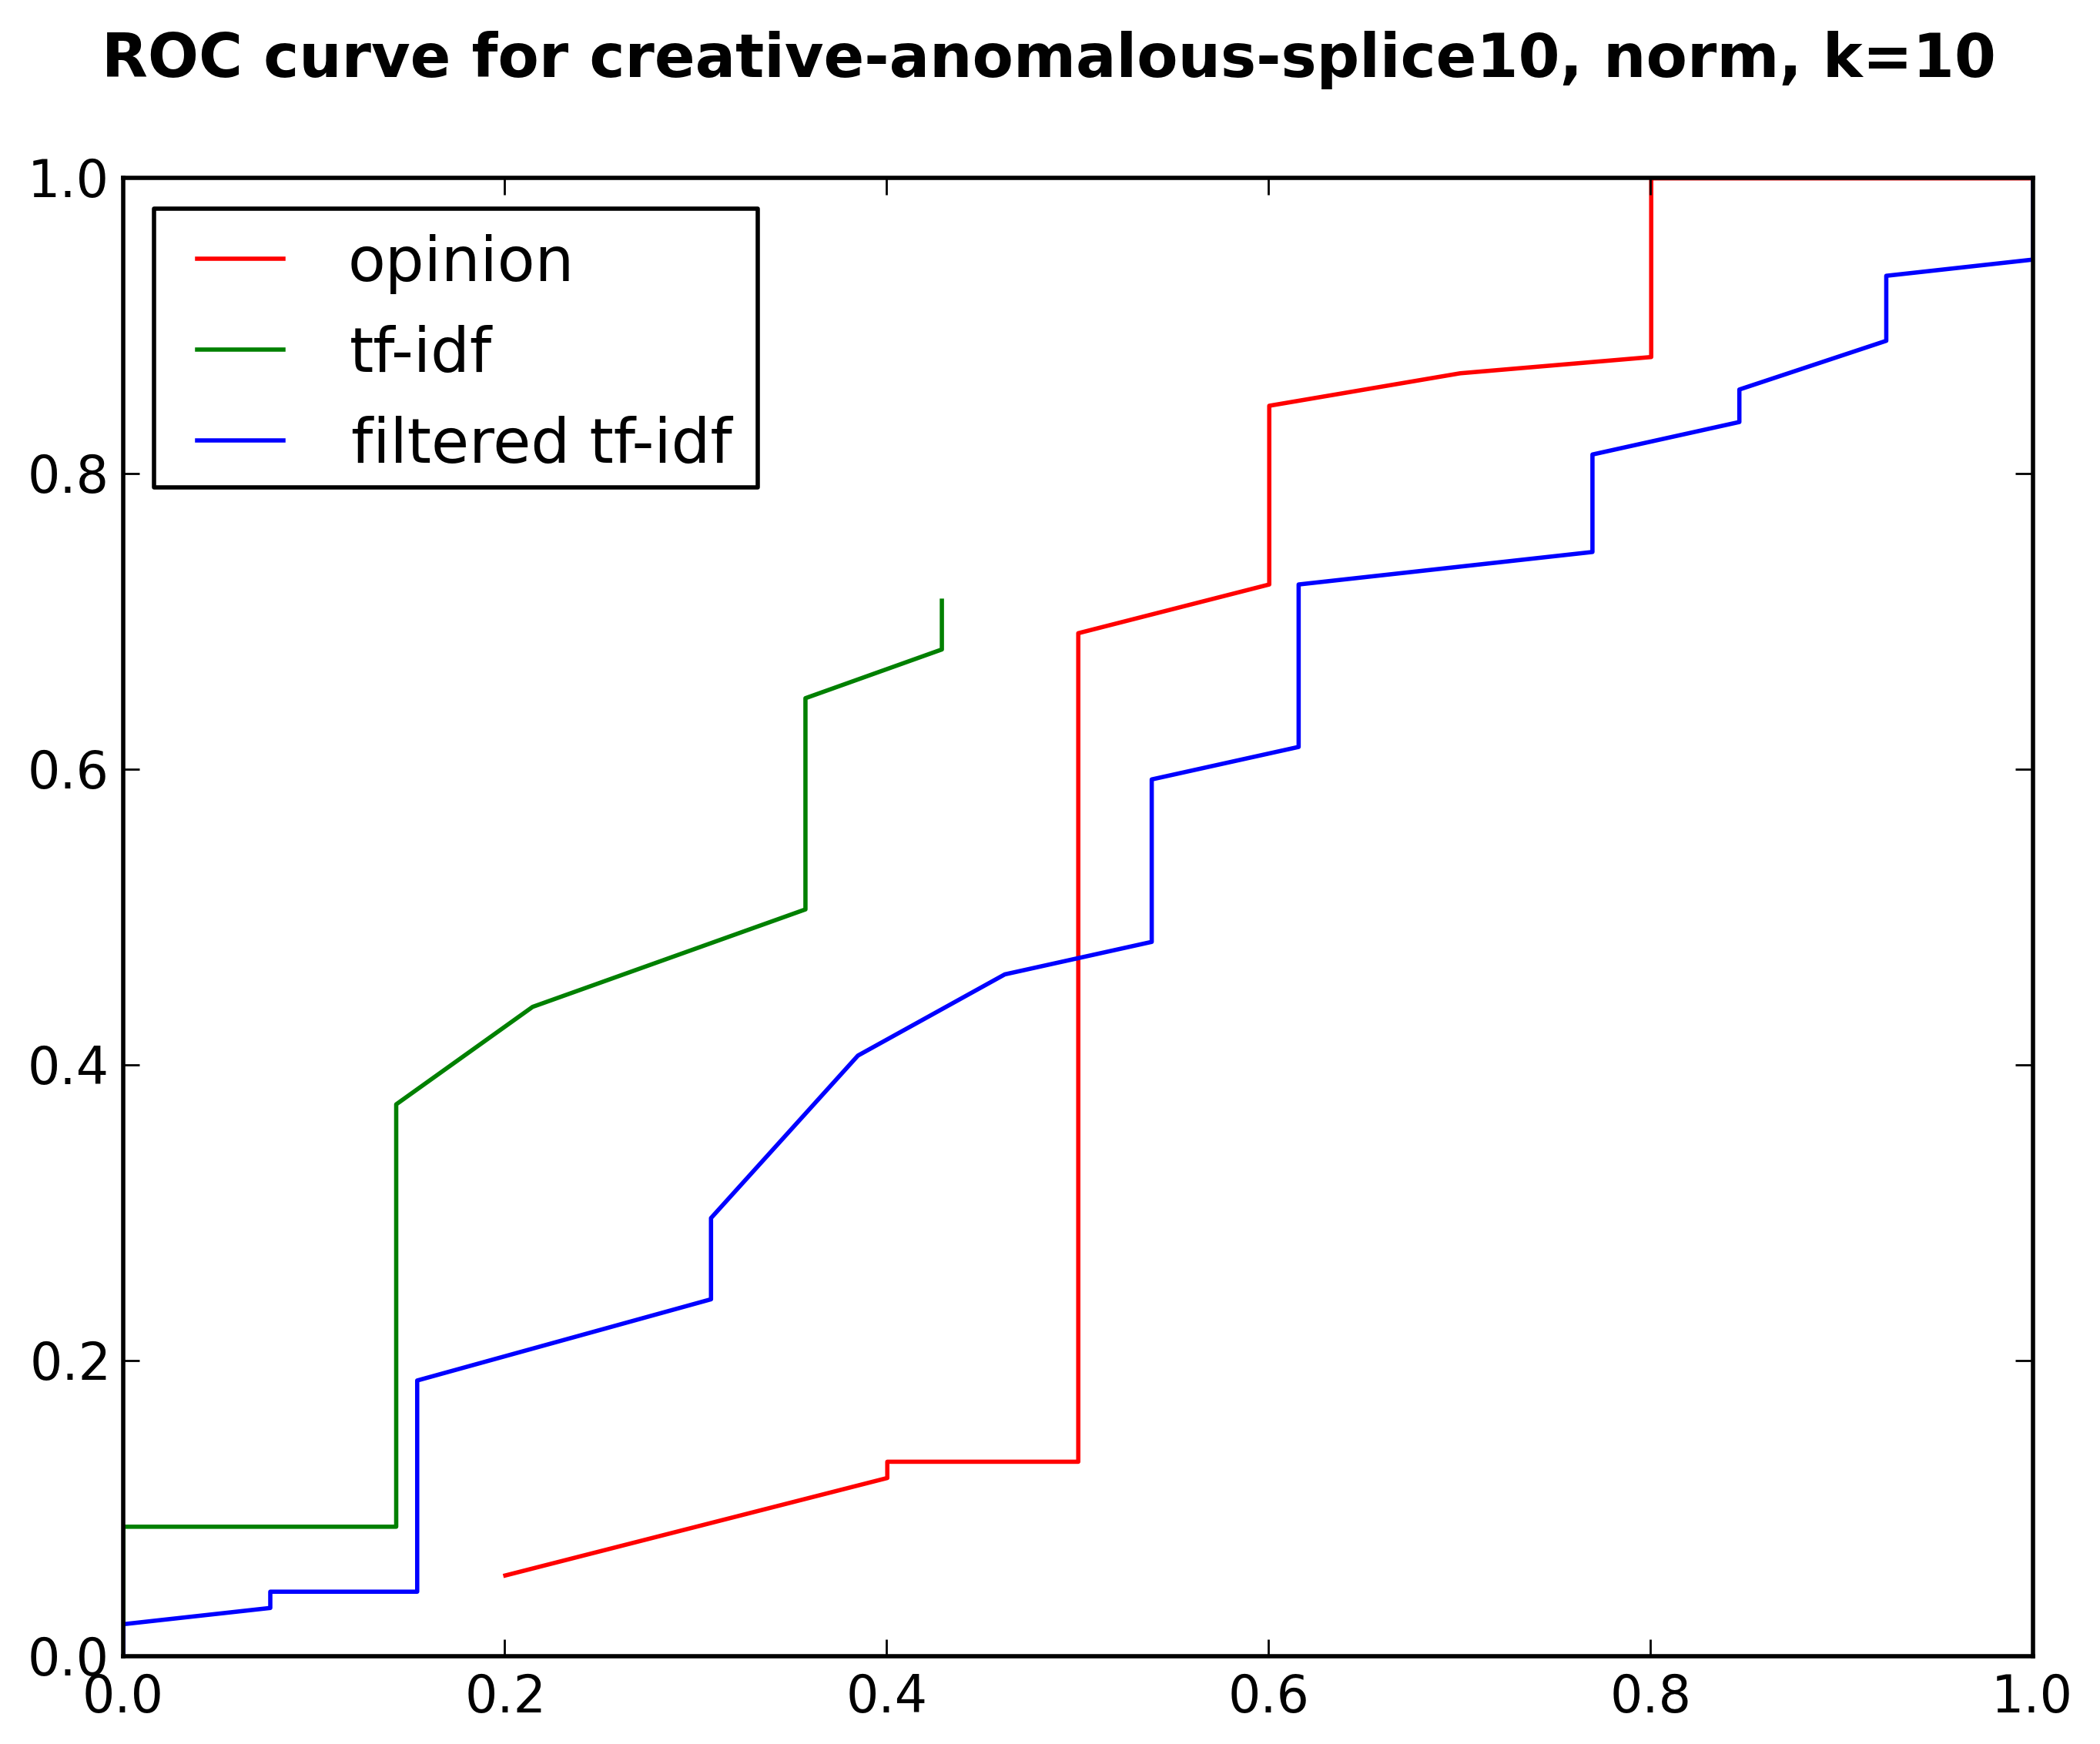 ROC curve for creative-anomalous-splice10, norm, k=10
1.0
opinion
tf-idf
filtered tf-idf
0.8
0.6
0.4
0.2
0.0
0.0 0.2 0.4 0.6 0.8 1.0